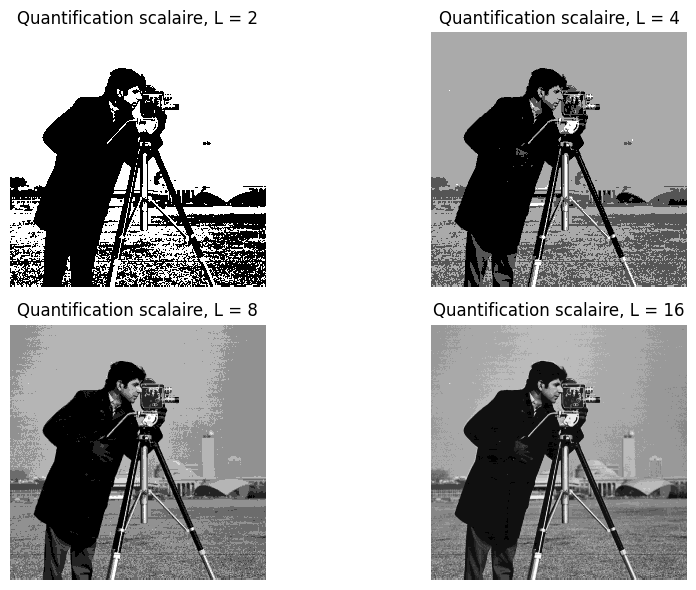 Quantification scalaire, L = 2
Quantification scalaire, L = 4
Quantification scalaire, L = 8
Quantification scalaire, L = 16